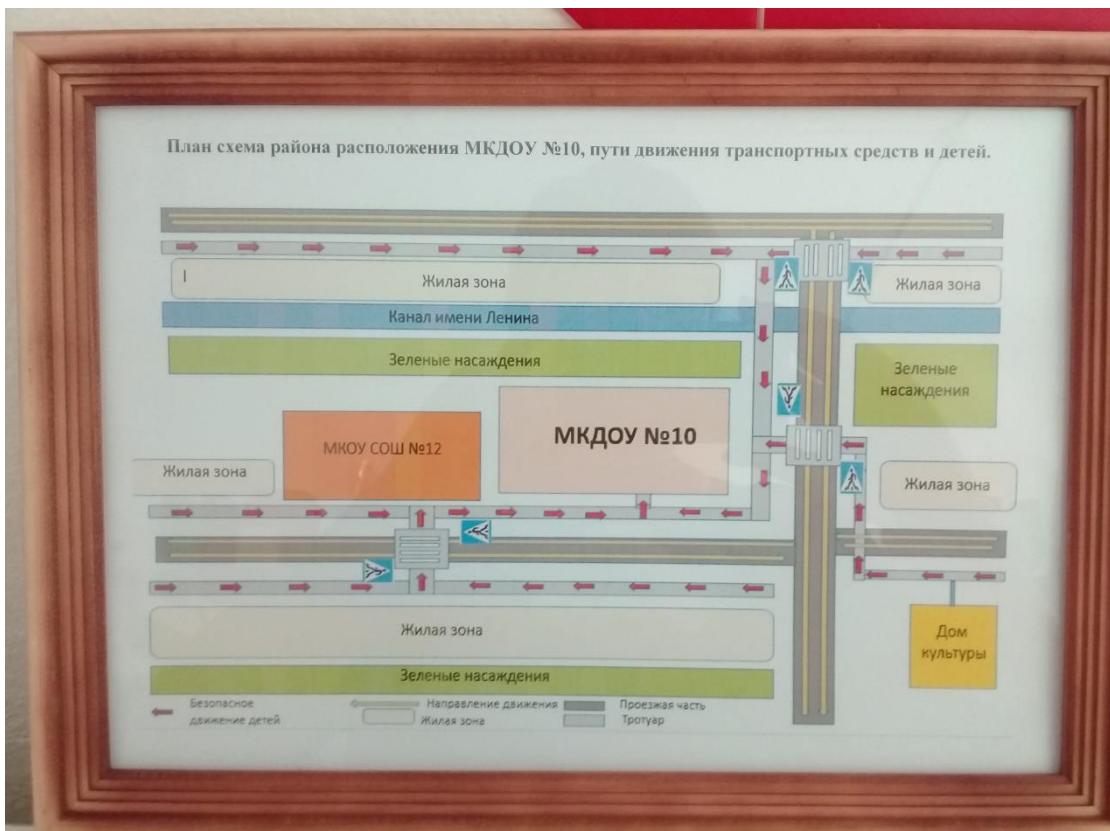 План схема района расположения МКДОУ №10, пути движения транспортных средств и детей.
Жилая зона
Жилая зона
Канал имени Ленина
Зеленые насаждения
Зеленые
насаждения
МКОУ СОШ №12
МКДОУ №10
Жилая зона
Жилая зона
Жилая зона
Дом
культуры
Зеленые насаждения
Безопасное
движение детей
Направление движения
Жилая зона
Проезжая часть
Тротуар